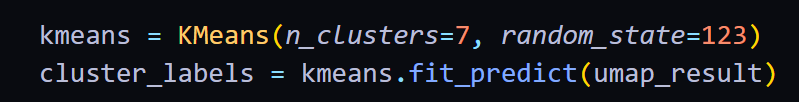 kmeans = KMeans(n_clusters=7, random_state=123)
cluster_labels = kmeans.fit_predict(umap_result)